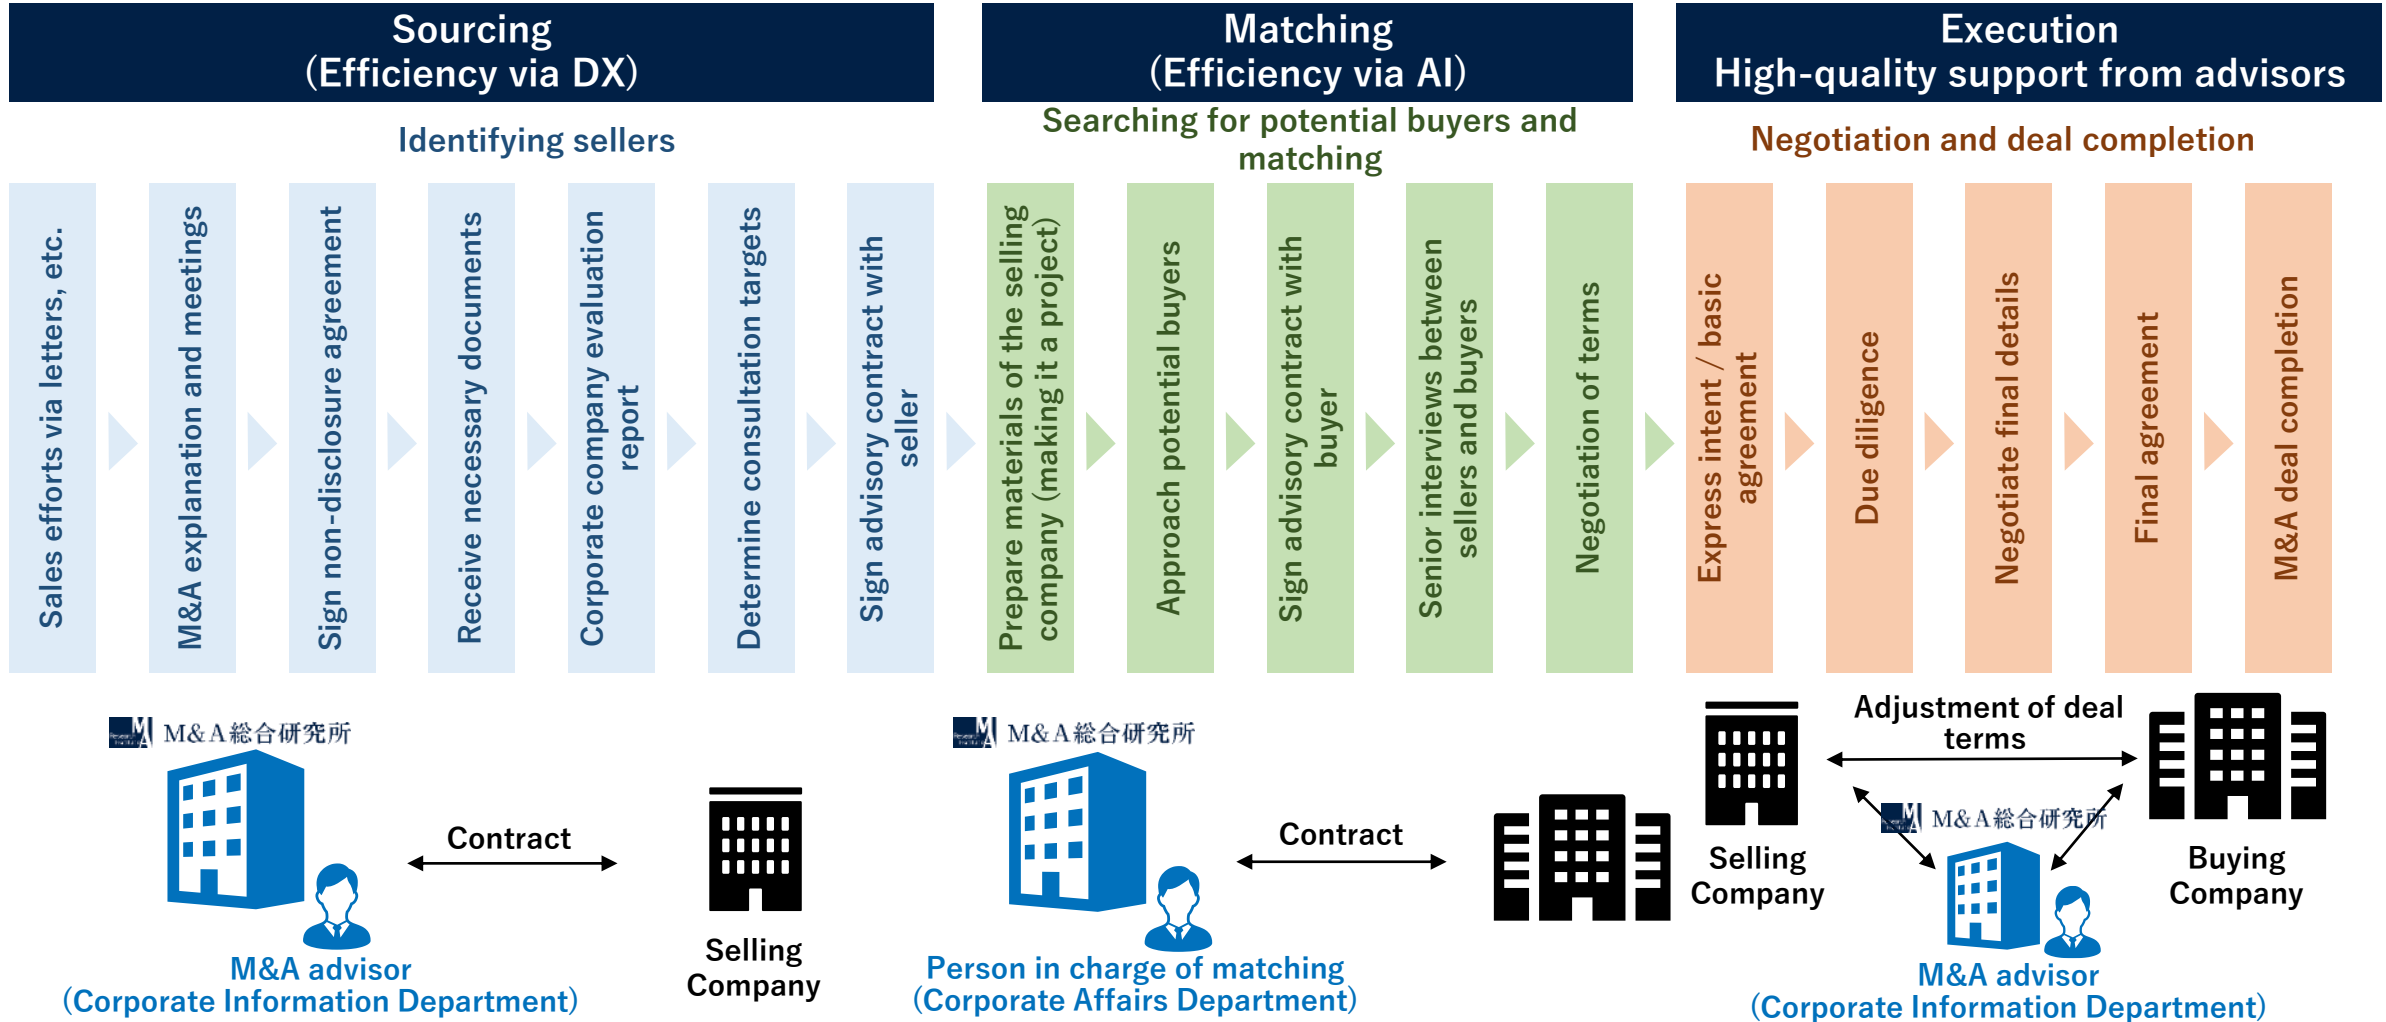 Sourcing
(Efficiency via DX)
Matching
(Efficiency via AI)
Execution
High-quality support from advisors
Identifying sellers
Searching for potential buyers and
matching
Negotiation and deal completion
Sales efforts via letters, etc.
M&A explanation and meetings
Sign non-disclosure agreement
Receive necessary documents
Corporate company evaluation
report
Determine consultation targets
Sign advisory contract with
seller
Prepare materials of the selling
company (making it a project)
Approach potential buyers
Sign advisory contract with
buyer
Senior interviews between
sellers and buyers
Negotiation of terms
Express intent / basic
agreement
Due diligence
Negotiate final details
Final agreement
M&A deal completion
M&A総合研究所
Contract
Selling
Company
M&A advisor
(Corporate Information Department)
M&A総合研究所
Contract
Person in charge of matching
(Corporate Affairs Department)
Adjustment of deal
terms
M&A総合研究所
Selling
Company
Buying
Company
M&A advisor
(Corporate Information Department)